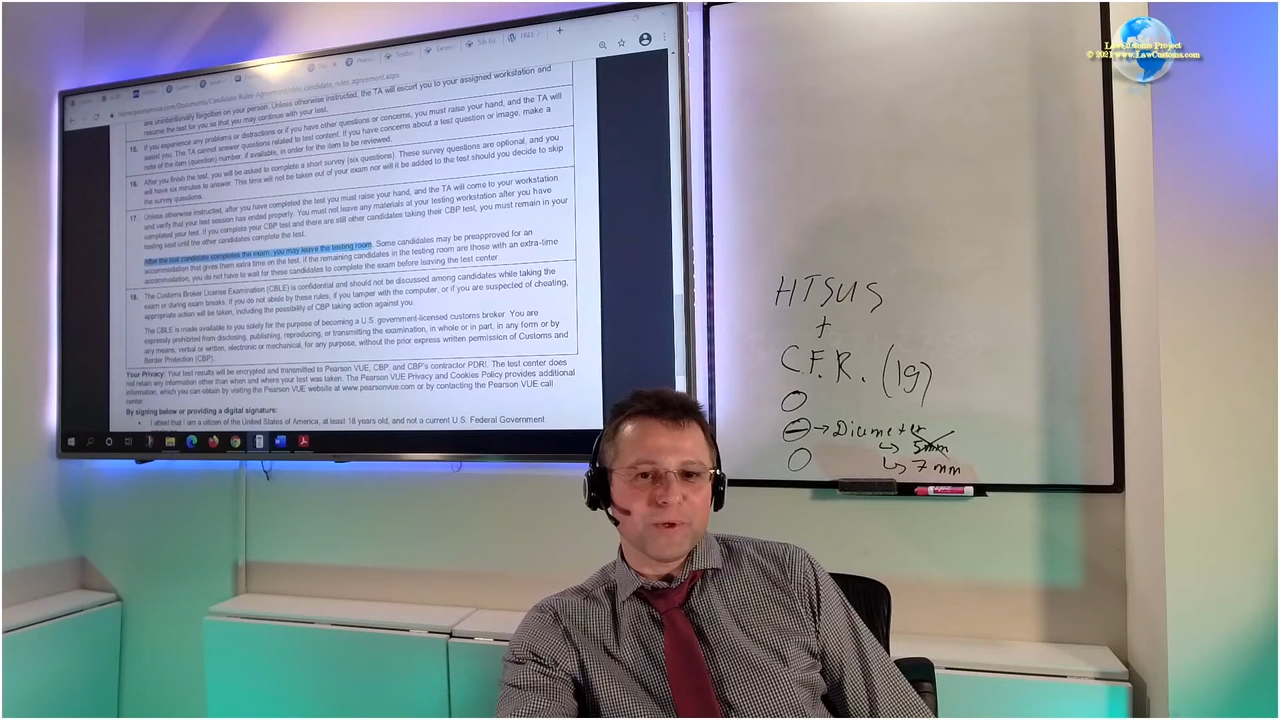 are unintentionally forgotten on your person. Unless otherwise instructed, the TA will escort you to your assigned workstation and
resume the test for you so that you may continue with your test.
15. If you experience any problems or distractions or if you have other questions or concerns, you must raise your hand, and the TA will
assist you. The TA cannot answer questions related to test content. If you have concerns about a test question or image, make a
note of the item (question) number, if available, in order for the item to be reviewed.
16. After you finish the test, you will be asked to complete a short survey (six questions). These survey questions are optional, and you
will have six minutes to answer. This time will not be taken out of your exam nor will it be added to the test should you decide to skip
the survey questions.
17. Unless otherwise instructed, after you have completed the test you must raise your hand, and the TA will come to your workstation
and verify that your test session has ended properly. You must not leave any materials at your testing workstation after you have
completed your test. If you complete your CBP test and there are still other candidates taking their CBP test, you must remain in your
testing seat until the other candidates complete the test.
After the last candidate completes the exam, you may leave the testing room. Some candidates may be preapproved for an
accommodation that gives them extra time on the test. If the remaining candidates in the testing room are those with an extra-time
accommodation, you do not have to wait for these candidates to complete the exam before leaving the test center
18. The Customs Broker License Examination (CBLE) is confidential and should not be discussed among candidates while taking the
exam or during exam breaks. If you do not abide by these rules, if you tamper with the computer, or if you are suspected of cheating,
appropriate action will be taken, including the possibility of CBP taking action against you.
The CBLE is made available to you solely for the purpose of becoming a U.S. government-licensed customs broker. You are
expressly prohibited from disclosing, publishing, reproducing, or transmitting the examination, in whole or in part, in any form or by
any means, verbal or written, electronic or mechanical, for any purpose, without the prior express written permission of Customs and
Border Protection (CBP).
Your Privacy: Your test results will be encrypted and transmitted to Pearson VUE, CBP, and CBP's contractor PDRI. The test center does
not retain any information other than when and where your test was taken. The Pearson VUE Privacy and Cookies Policy provides additional
information, which you can obtain by visiting the Pearson VUE website at www.pearsonvue.com or by contacting the Pearson VUE call
center
By signing below or providing a digital signature:
• I attest that I am a citizen of the United States of America, at least 18 years old, and not a current U.S. Federal Government
LawCustoms Project
© 2021 www.LawCustoms.com
HTSUS
+
C.F.R. (19)
→ Diameter
↳ 5mm
↳ 7mm